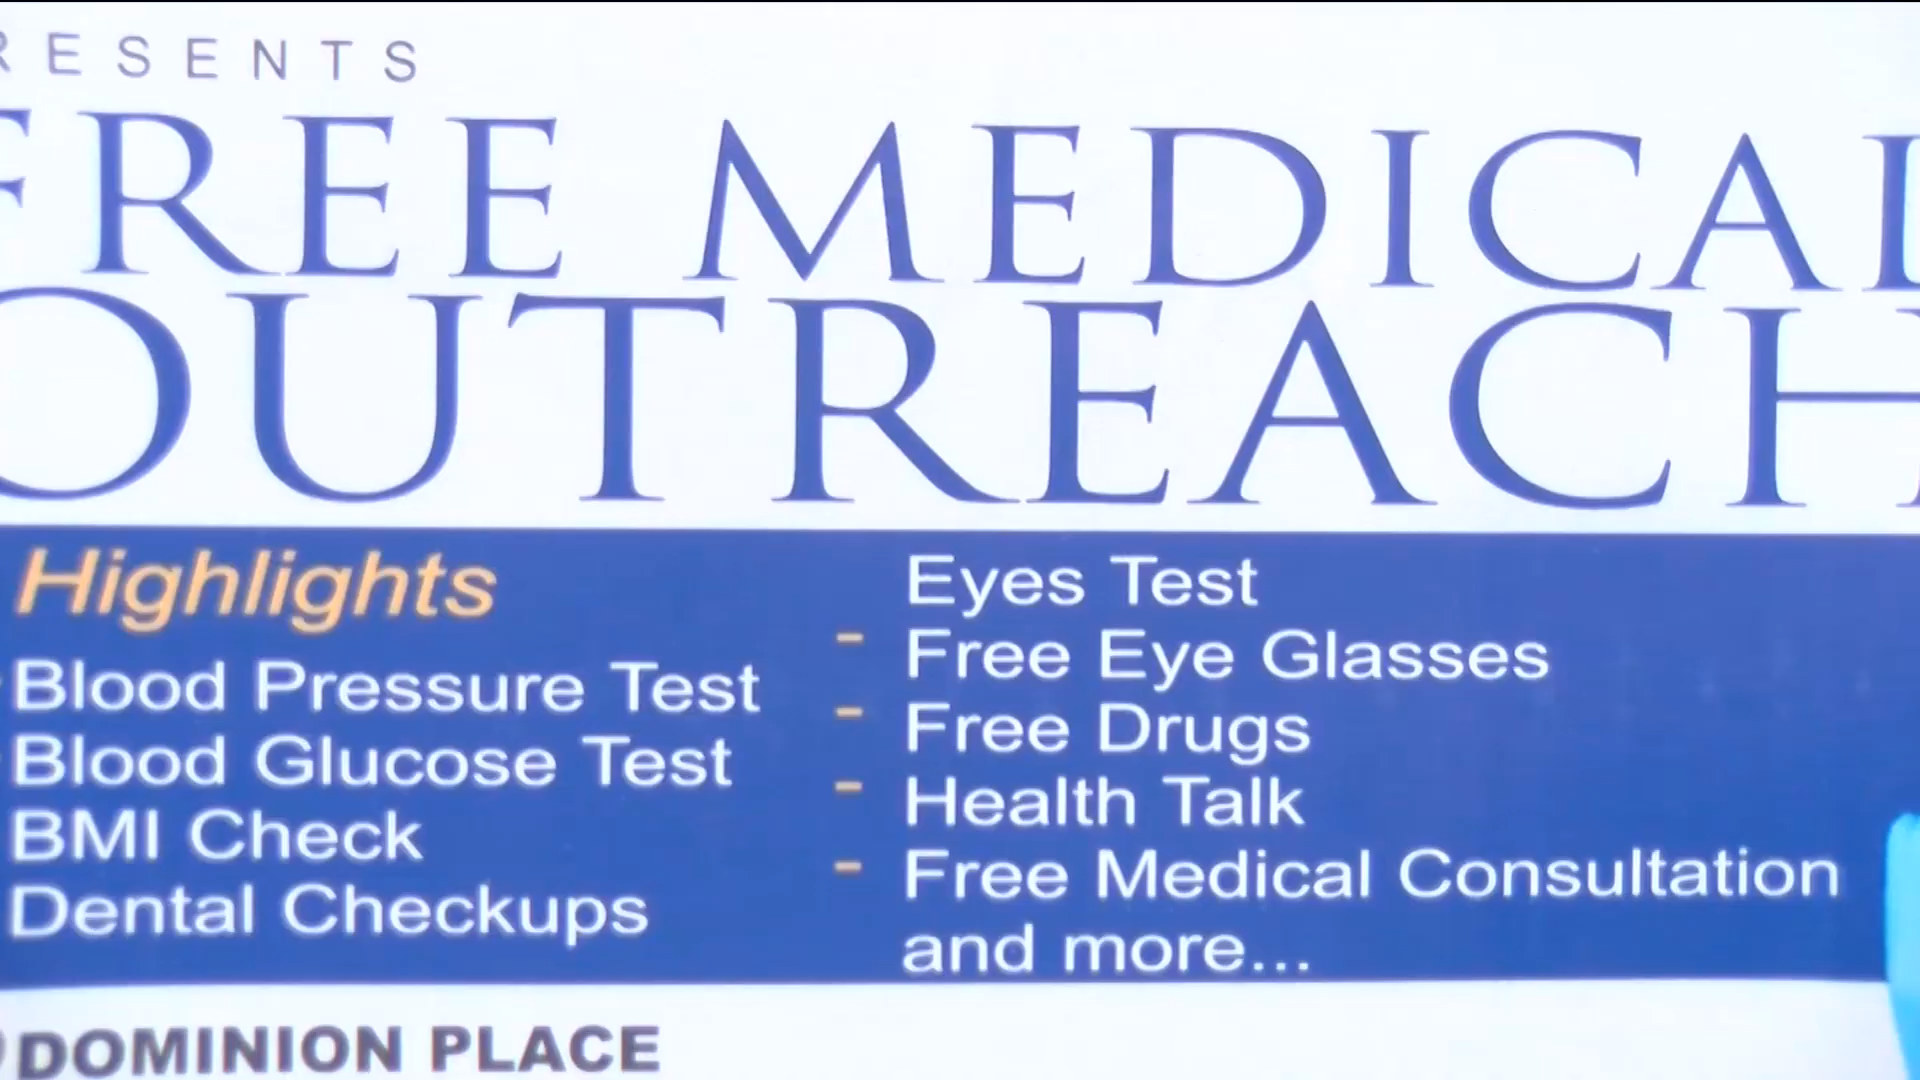 RESENTS
FREE MEDICAL
OUTREACH
Highlights
Blood Pressure Test
Blood Glucose Test
BMI Check
Dental Checkups
Eyes Test
- Free Eye Glasses
- Free Drugs
- Health Talk
- Free Medical Consultation
and more...
DOMINION PLACE